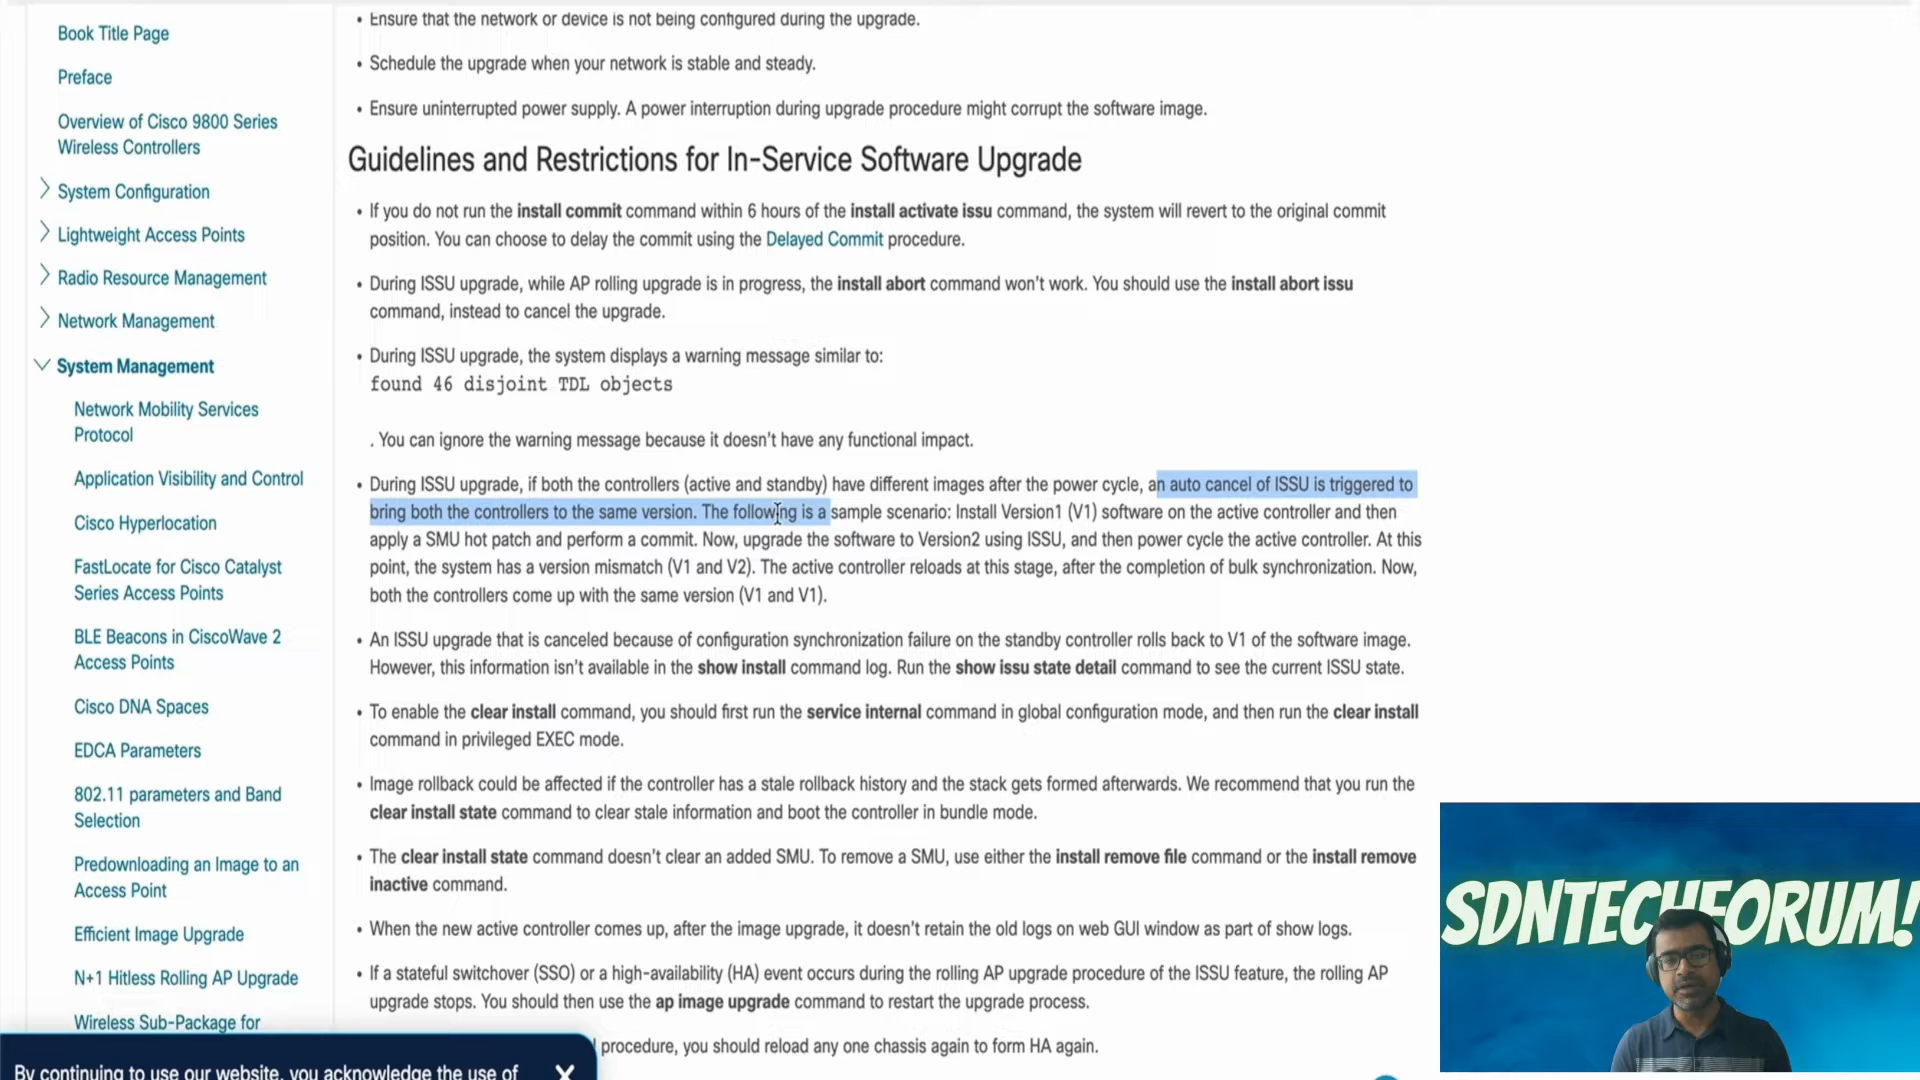 Book Title Page
Preface
Overview of Cisco 9800 Series
Wireless Controllers
System Configuration
Lightweight Access Points
Radio Resource Management
Network Management
System Management
Network Mobility Services
Protocol
Application Visibility and Control
Cisco Hyperlocation
FastLocate for Cisco Catalyst
Series Access Points
BLE Beacons in CiscoWave 2
Access Points
Cisco DNA Spaces
EDCA Parameters
802.11 parameters and Band
Selection
Predownloading an Image to an
Access Point
Efficient Image Upgrade
N+1 Hitless Rolling AP Upgrade
Wireless Sub-Package for
• Ensure that the network or device is not being configured during the upgrade.
• Schedule the upgrade when your network is stable and steady.
• Ensure uninterrupted power supply. A power interruption during upgrade procedure might corrupt the software image.
Guidelines and Restrictions for In-Service Software Upgrade
• If you do not run the install commit command within 6 hours of the install activate issu command, the system will revert to the original commit
position. You can choose to delay the commit using the Delayed Commit procedure.
• During ISSU upgrade, while AP rolling upgrade is in progress, the install abort command won't work. You should use the install abort issu
command, instead to cancel the upgrade.
• During ISSU upgrade, the system displays a warning message similar to:
found 46 disjoint TDL objects
. You can ignore the warning message because it doesn't have any functional impact.
• During ISSU upgrade, if both the controllers (active and standby) have different images after the power cycle, an auto cancel of ISSU is triggered to
bring both the controllers to the same version. The following is a sample scenario: Install Version1 (V1) software on the active controller and then
apply a SMU hot patch and perform a commit. Now, upgrade the software to Version2 using ISSU, and then power cycle the active controller. At this
point, the system has a version mismatch (V1 and V2). The active controller reloads at this stage, after the completion of bulk synchronization. Now,
both the controllers come up with the same version (V1 and V1).
• An ISSU upgrade that is canceled because of configuration synchronization failure on the standby controller rolls back to V1 of the software image.
However, this information isn't available in the show install command log. Run the show issu state detail command to see the current ISSU state.
• To enable the clear install command, you should first run the service internal command in global configuration mode, and then run the clear install
command in privileged EXEC mode.
• Image rollback could be affected if the controller has a stale rollback history and the stack gets formed afterwards. We recommend that you run the
clear install state command to clear stale information and boot the controller in bundle mode.
• The clear install state command doesn't clear an added SMU. To remove a SMU, use either the install remove file command or the install remove
inactive command.
• When the new active controller comes up, after the image upgrade, it doesn't retain the old logs on web GUI window as part of show logs.
• If a stateful switchover (SSO) or a high-availability (HA) event occurs during the rolling AP upgrade procedure of the ISSU feature, the rolling AP
upgrade stops. You should then use the ap image upgrade command to restart the upgrade process.
procedure, you should reload any one chassis again to form HA again.
By continuing to use our website, you acknowledge the use of
SDNTECHFORUM!